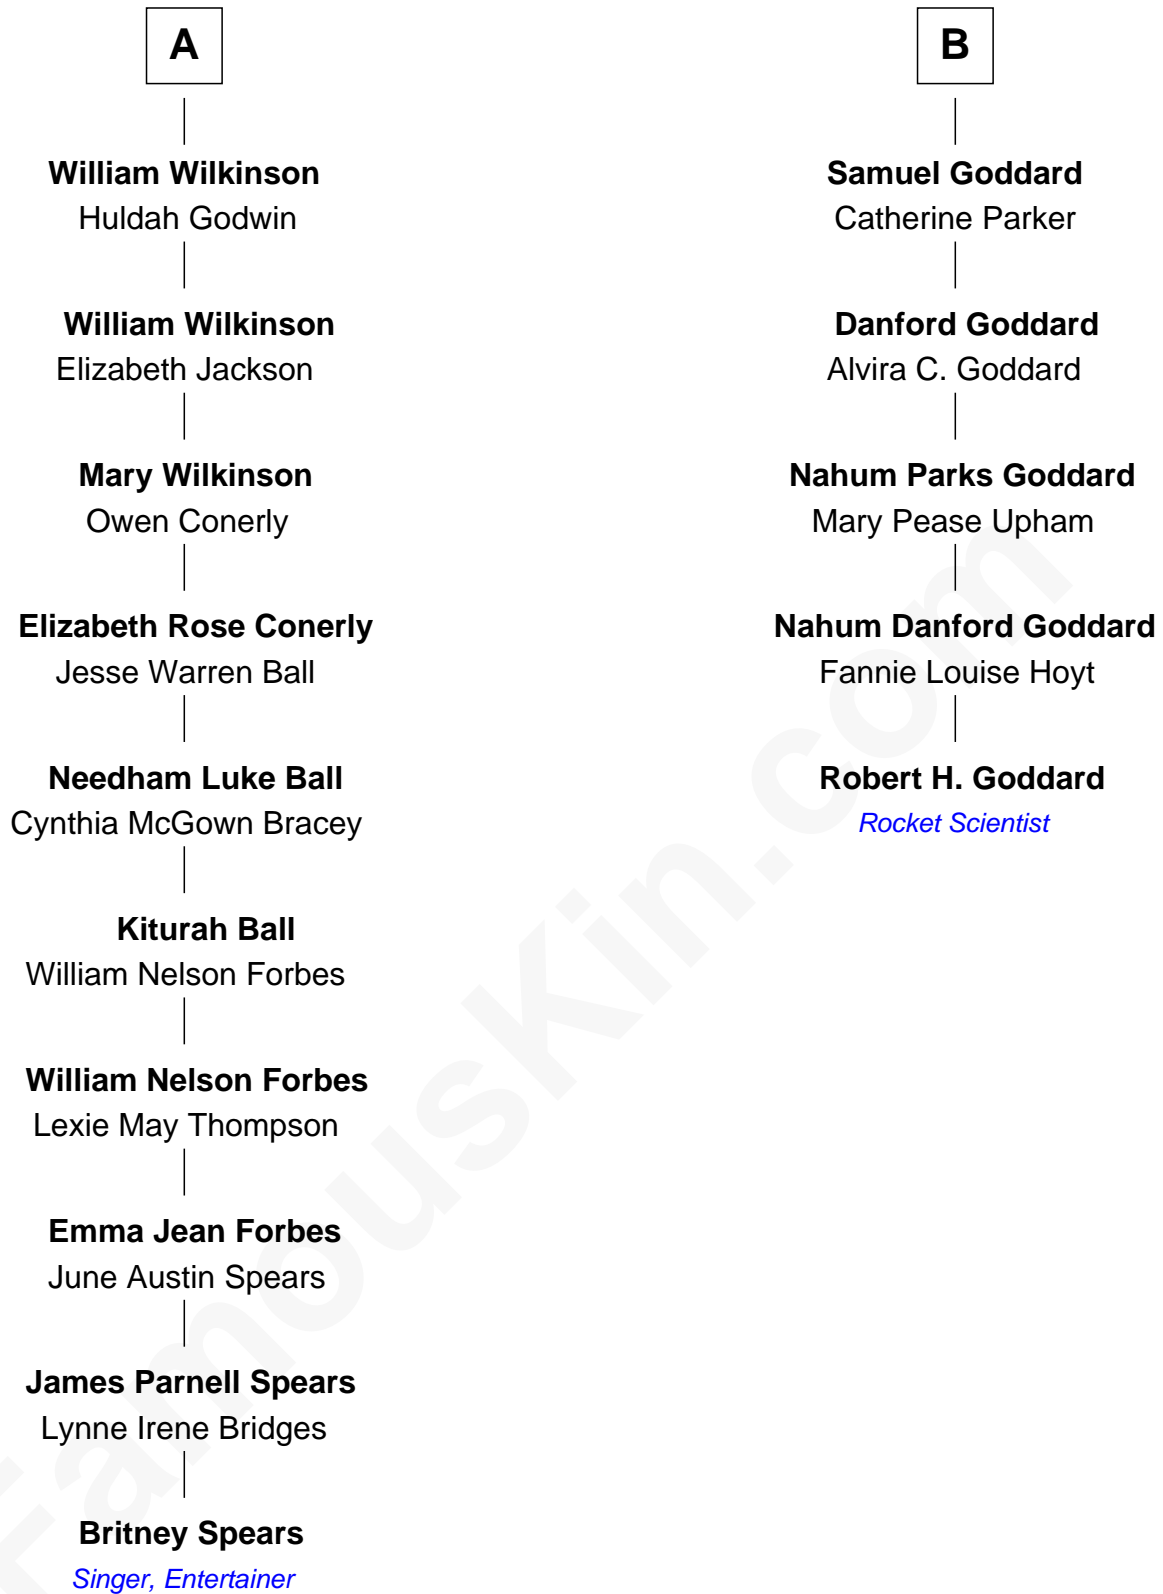 A
William Wilkinson
Huldah Godwin
William Wilkinson
Elizabeth Jackson
Mary Wilkinson
Owen Conerly
Elizabeth Rose Conerly
Jesse Warren Ball
Needham Luke Ball
Cynthia McGown Bracey
Kiturah Ball
William Nelson Forbes
William Nelson Forbes
Lexie May Thompson
Emma Jean Forbes
June Austin Spears
James Parnell Spears
Lynne Irene Bridges
Britney Spears
Singer, Entertainer
B
Samuel Goddard
Catherine Parker
Danford Goddard
Alvira C. Goddard
Nahum Parks Goddard
Mary Pease Upham
Nahum Danford Goddard
Fannie Louise Hoyt
Robert H. Goddard
Rocket Scientist
FamousKin.com